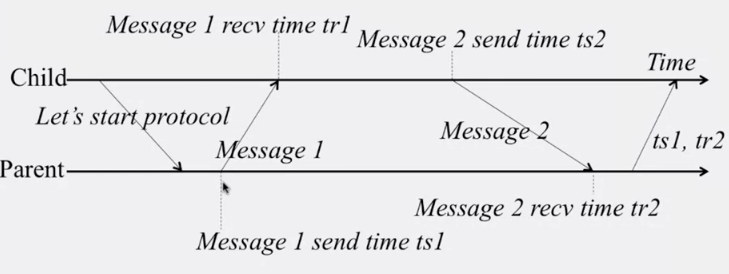 Message 1 recv time tr1
Message 2 send time ts2
Time
Child
Let's start protocol
Message 1
Message 2
ts1, tr2
Parent
Message 2 recv time tr2
Message 1 send time ts1